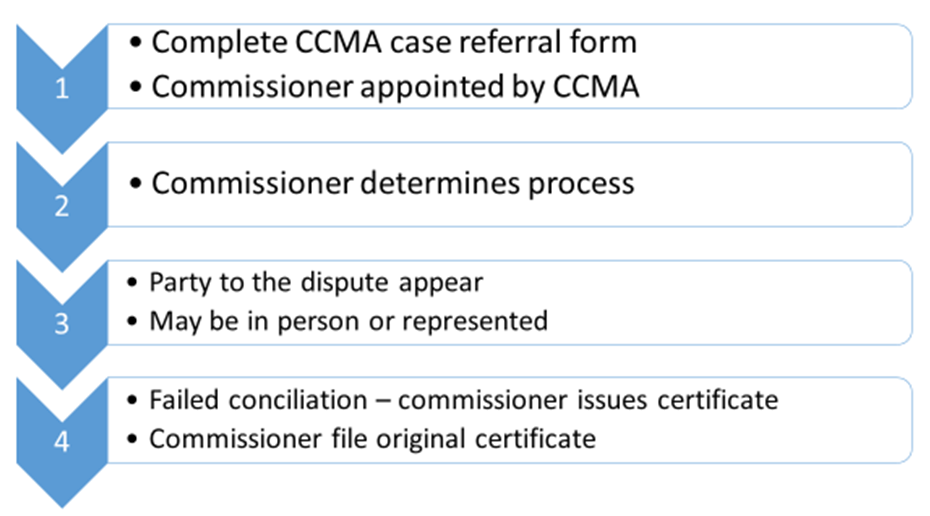 1
• Complete CCMA case referral form
• Commissioner appointed by CCMA
2
• Commissioner determines process
3
• Party to the dispute appear
• May be in person or represented
4
• Failed conciliation – commissioner issues certificate
• Commissioner file original certificate